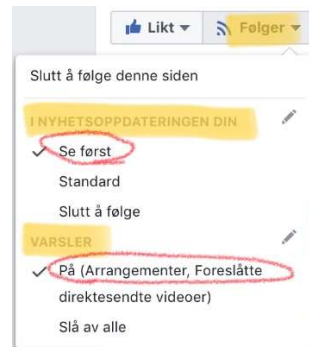 Likt Følger
Slutt å følge denne siden
I NYHETSOPPDATERINGEN DIN
Se først
Standard
Slutt å følge
VARSLER
På (Arrangementer, Foreslåtte
direktesendte videoer)
Slå av alle